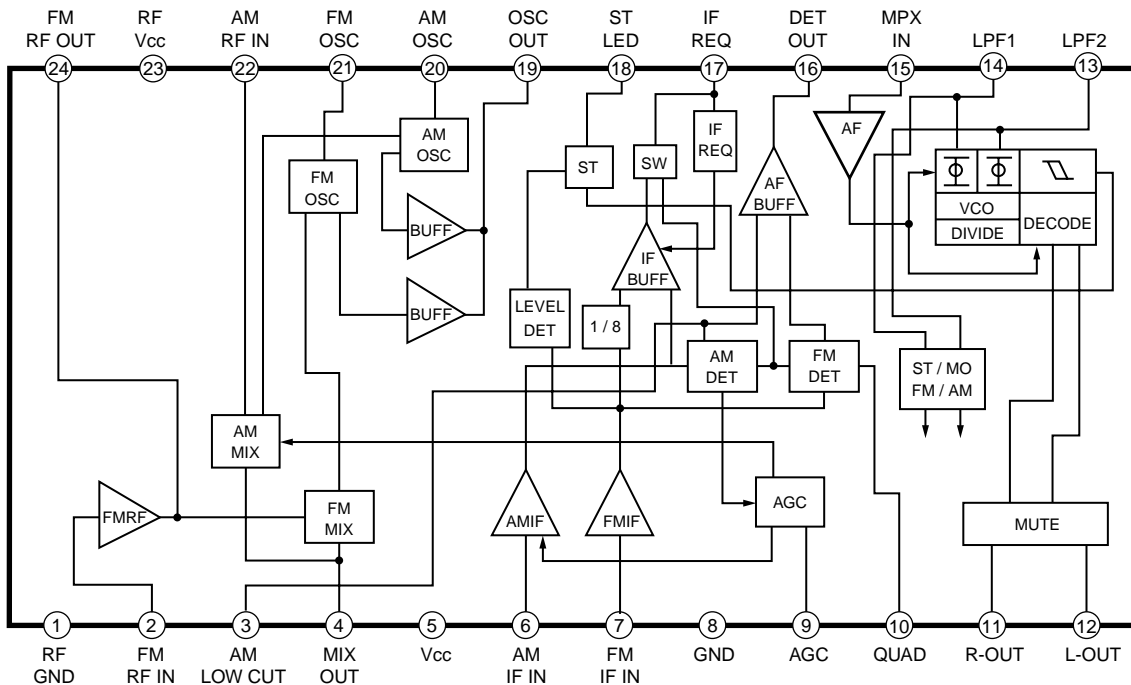 FM
RF OUT
RF
Vcc
AM
RF IN
FM
OSC
AM
OSC
OSC
OUT
ST
LED
IF
REQ
DET
OUT
MPX
IN
LPF1
LPF2
24
23
22
21
20
19
18
17
16
15
14
13
AM
OSC
FM
OSC
BUFF
BUFF
ST
SW
IF
REQ
AF
BUFF
AF
VCO
DIVIDE
DECODE
IF
BUFF
LEVEL
DET
1 / 8
AM
DET
FM
DET
ST / MO
FM / AM
AM
MIX
FMRF
FM
MIX
AMIF
FMIF
AGC
MUTE
1
2
3
4
5
6
7
8
9
10
11
12
RF
GND
FM
RF IN
AM
LOW CUT
MIX
OUT
Vcc
AM
IF IN
FM
IF IN
GND
AGC
QUAD
R-OUT
L-OUT